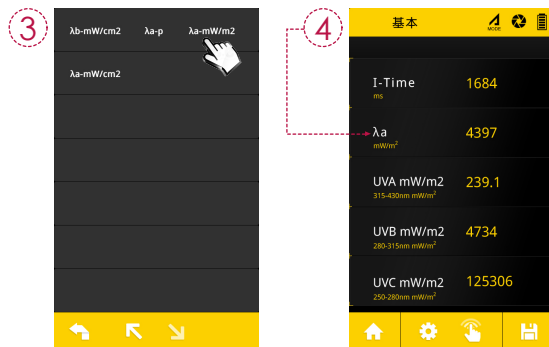 3
λb-mW/cm2 λa-p λa-mW/m2
λa-mW/cm2
4
基本
MODE
I-Time 1684
ms
λa 4397
mW/m²
UVA mW/m2 239.1
315-430nm mW/m²
UVB mW/m2 4734
280-315nm mW/m²
UVC mW/m2 125306
250-280nm mW/m²